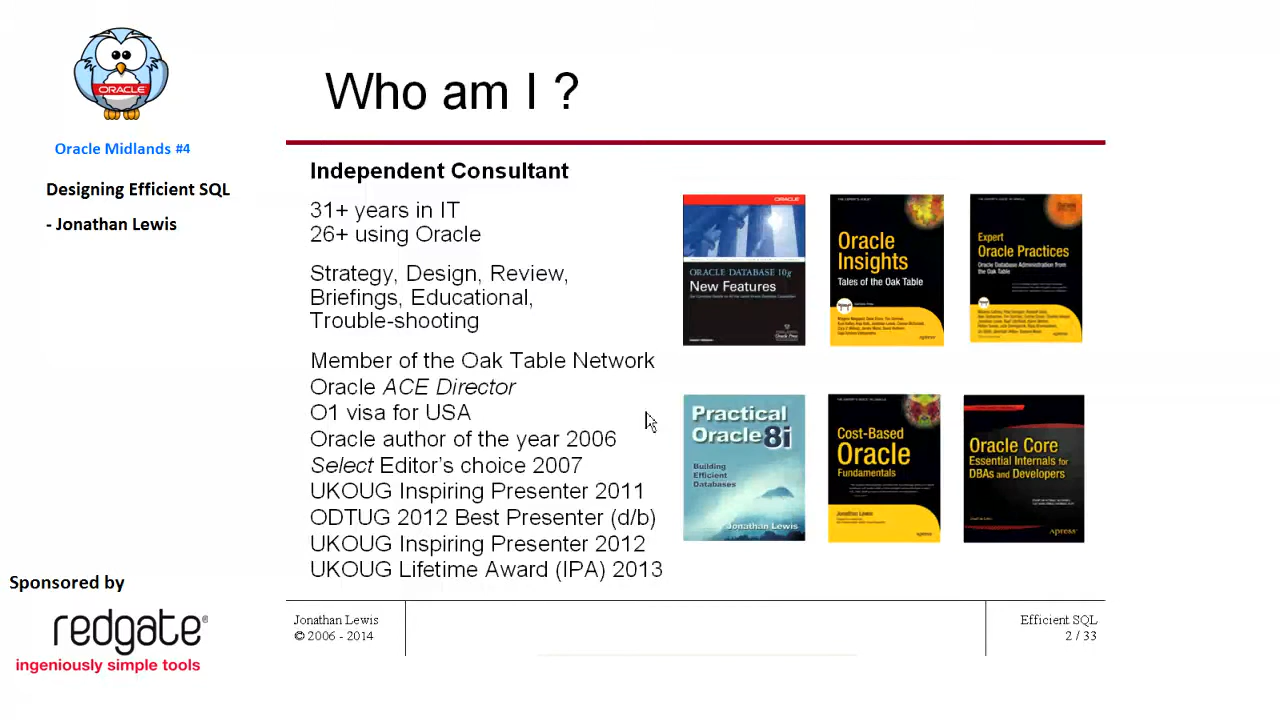 ORACLE
Oracle Midlands #4
Designing Efficient SQL
- Jonathan Lewis
Sponsored by
redgate®
ingeniously simple tools
Who am I ?
Independent Consultant
31+ years in IT
26+ using Oracle
Strategy, Design, Review,
Briefings, Educational,
Trouble-shooting
Member of the Oak Table Network
Oracle ACE Director
O1 visa for USA
Oracle author of the year 2006
Select Editor's choice 2007
UKOUG Inspiring Presenter 2011
ODTUG 2012 Best Presenter (d/b)
UKOUG Inspiring Presenter 2012
UKOUG Lifetime Award (IPA) 2013
ORACLE
ORACLE DATABASE 10g
New Features
Oracle
Insights
Tales of the Oak Table
Expert
Oracle Practices
Oracle Database Administration from
the Oak Table
Practical
Oracle 8i
Building
Efficient
Databases
Jonathan Lewis
Cost-Based
Oracle
Fundamentals
Jonathan Lewis
Apress
Oracle Core
Essential Internals for
DBAs and Developers
Apress
Jonathan Lewis
© 2006 - 2014
Efficient SQL
2 / 33